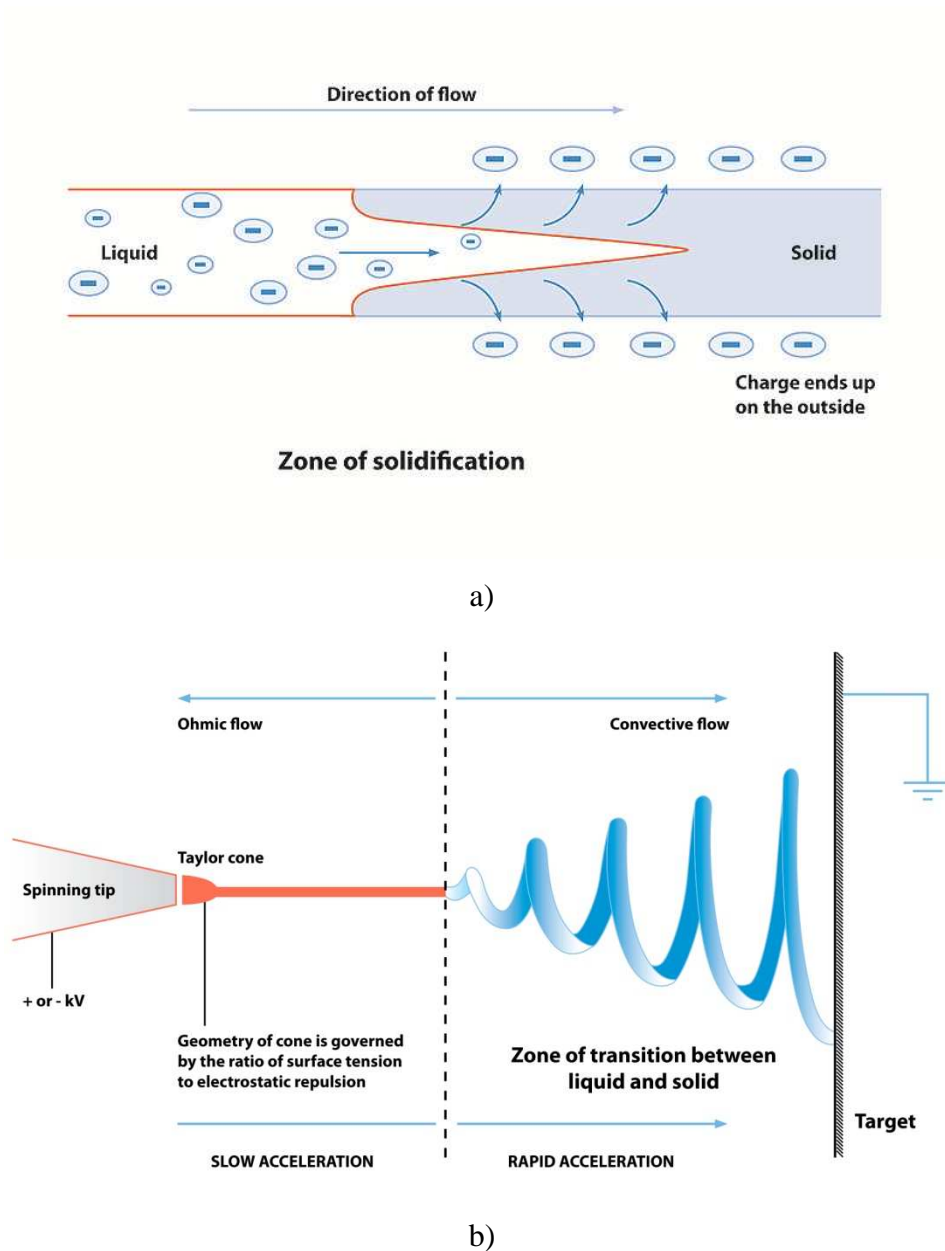 Direction of flow
Liquid
Solid
Charge ends up
on the outside
Zone of solidification
a)
Ohmic flow
Convective flow
Taylor cone
Spinning tip
+ or - kV
Geometry of cone is governed
by the ratio of surface tension
to electrostatic repulsion
Zone of transition between
liquid and solid
Target
SLOW ACCELERATION
RAPID ACCELERATION
b)